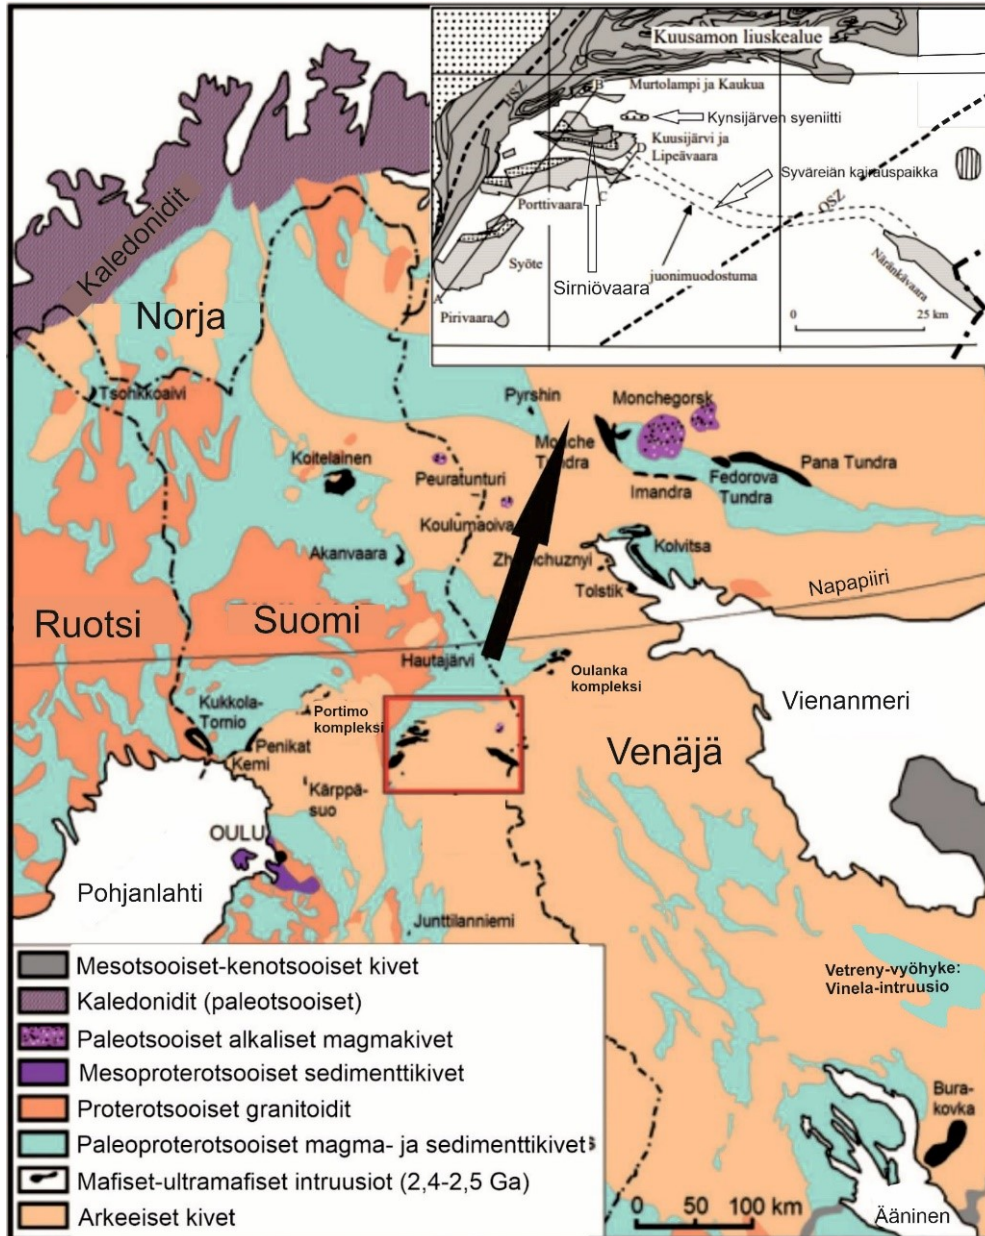 Kuusamon liuskealue
HSZ
B
Murtolampi ja Kaukua
Kynsijärven syeniitti
Kuusijärvi ja
Lipeävaara
D
Syväreiän kairauspaikka
Porttivaara
C
OSZ
Syöte
Sirniövaara
juonimuodostuma
Näränkävaara
A
Pirivaara
0 25 km
Kaledonidit
Norja
Tsohkkoaivi
Pyrshin
Monchegorsk
Monche
Tundra
Koitelainen
Peuratunturi
Imandra
Fedorova
Tundra
Pana Tundra
Koulumaoiva
Akanvaara
Kolvitsa
Tolstik
Napapiiri
Ruotsi
Suomi
Hautajärvi
Oulanka
kompleksi
Vienanmeri
Kukkola-
Tornio
Portimo
kompleksi
Penikat
Kemi
Venäjä
Kärppä-
suo
OULU
Pohjanlahti
Junttilanniemi
Vetreny-vyöhyke:
Vinela-intruusio
Bura-
kovka
Ääninen
Mesotsooiset-kenotsooiset kivet
Kaledonidit (paleotsooiset)
Paleotsooiset alkaliset magmakivet
Mesoproterotsooiset sedimenttikivet
Proterotsooiset granitoidit
Paleoproterotsooiset magma- ja sedimenttikivet
Mafiset-ultramafiset intruusiot (2,4-2,5 Ga)
Arkeeiset kivet
0 50 100 km